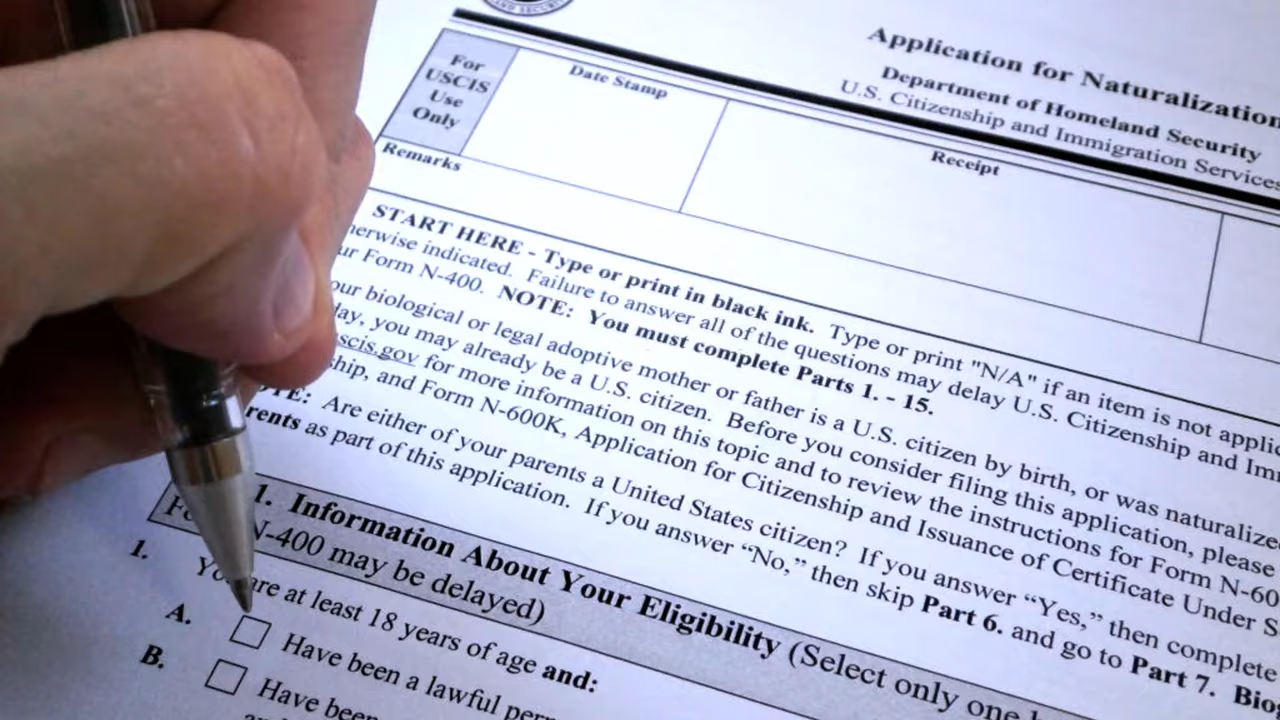 AND SECURITY
Application for Naturalization
Department of Homeland Security
U.S. Citizenship and Immigration Services
For
USCIS
Use
Only
Date Stamp
Receipt
Remarks
START HERE - Type or print in black ink. Type or print "N/A" if an item is not applic
herwise indicated. Failure to answer all of the questions may delay U.S. Citizenship and Imm
ur Form N-400. NOTE: You must complete Parts 1. - 15.
our biological or legal adoptive mother or father is a U.S. citizen by birth, or was naturalize
day, you may already be a U.S. citizen. Before you consider filing this application, please
scis.gov for more information on this topic and to review the instructions for Form N-60
ship, and Form N-600K, Application for Citizenship and Issuance of Certificate Under S
OTE: Are either of your parents a United States citizen? If you answer “Yes,” then complete
rents as part of this application. If you answer “No,” then skip Part 6. and go to Part 7. Bio
1. Information About Your Eligibility (Select only one b
N-400 may be delayed)
1. You are at least 18 years of age and:
A. Have been a lawful perm
B. Have been